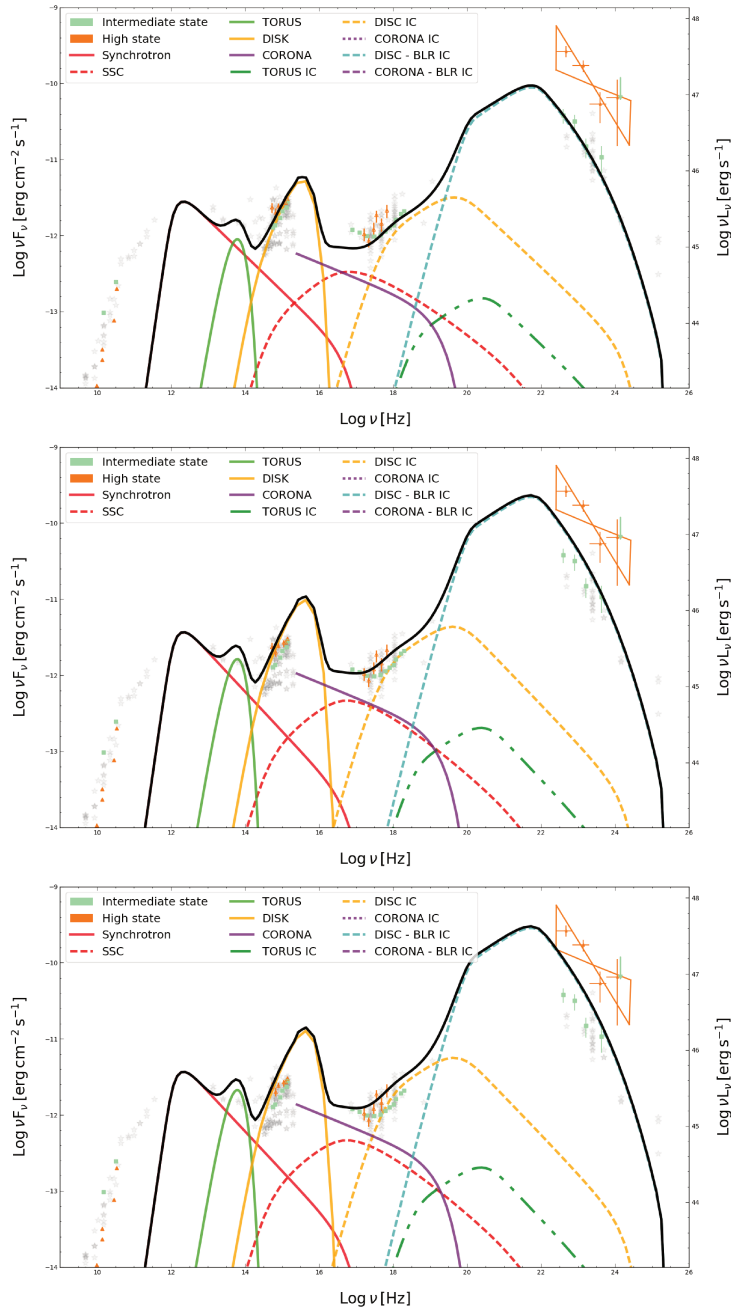 −9
−10
−11
−12
−13
−14
Log νFν [erg cm−2 s−1]
Intermediate state
High state
Synchrotron
SSC
TORUS
DISK
CORONA
TORUS IC
DISC IC
CORONA IC
DISC - BLR IC
CORONA - BLR IC
48
47
46
45
44
Log νLν [erg s−1]
10 12 14 16 18 20 22 24 26
Log ν [Hz]
−9
−10
−11
−12
−13
−14
Log νFν [erg cm−2 s−1]
Intermediate state
High state
Synchrotron
SSC
TORUS
DISK
CORONA
TORUS IC
DISC IC
CORONA IC
DISC - BLR IC
CORONA - BLR IC
48
47
46
45
44
Log νLν [erg s−1]
10 12 14 16 18 20 22 24 26
Log ν [Hz]
−9
−10
−11
−12
−13
−14
Log νFν [erg cm−2 s−1]
Intermediate state
High state
Synchrotron
SSC
TORUS
DISK
CORONA
TORUS IC
DISC IC
CORONA IC
DISC - BLR IC
CORONA - BLR IC
48
47
46
45
44
Log νLν [erg s−1]
10 12 14 16 18 20 22 24 26
Log ν [Hz]